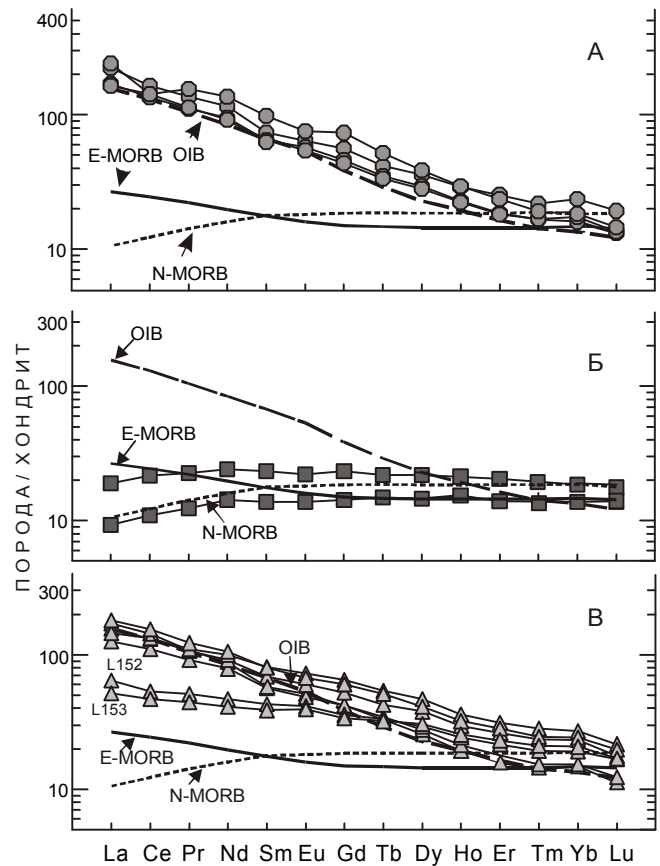 400
А
100
E-MORB
OIB
N-MORB
10
300
OIB
Б
100
E-MORB
N-MORB
10
ПОРОДА / ХОНДРИТ
300
В
OIB
100
L152
L153
E-MORB
N-MORB
10
La Ce Pr Nd Sm Eu Gd Tb Dy Ho Er Tm Yb Lu